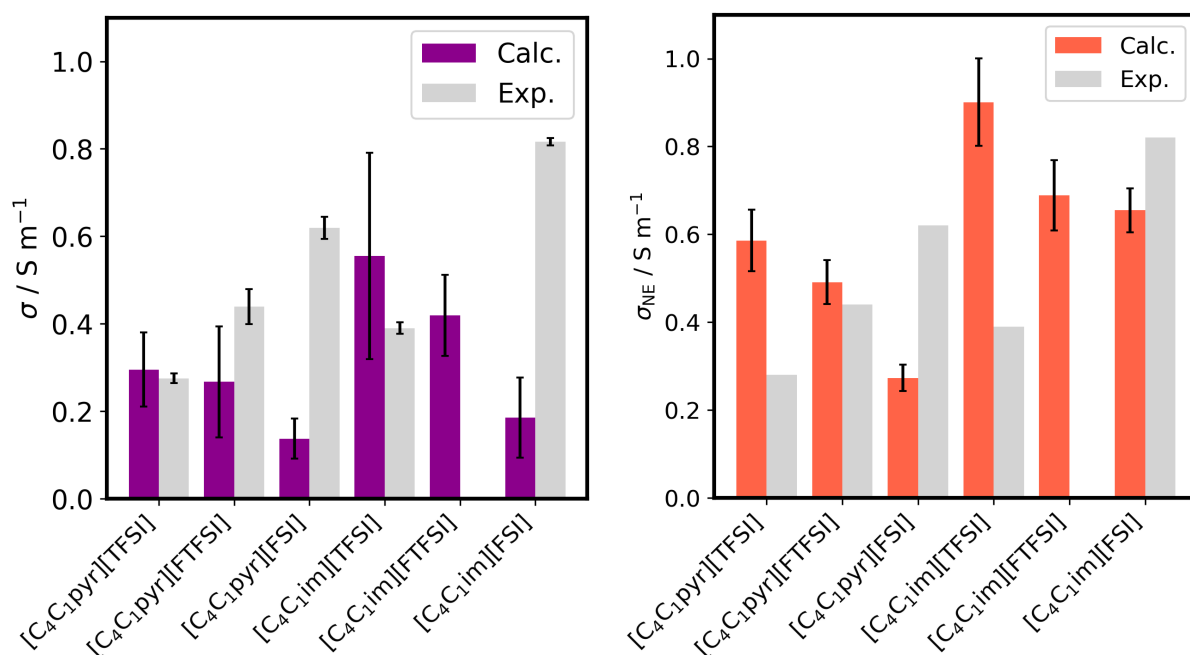 Calc.
Exp.
σ / S m⁻¹
1.0
0.8
0.6
0.4
0.2
0.0
[C₄C₁pyr][TFSI]
[C₄C₁pyr][FTFSI]
[C₄C₁pyr][FSI]
[C₄C₁im][TFSI]
[C₄C₁im][FTFSI]
[C₄C₁im][FSI]
Calc.
Exp.
σNE / S m⁻¹
1.0
0.8
0.6
0.4
0.2
0.0
[C₄C₁pyr][TFSI]
[C₄C₁pyr][FTFSI]
[C₄C₁pyr][FSI]
[C₄C₁im][TFSI]
[C₄C₁im][FTFSI]
[C₄C₁im][FSI]